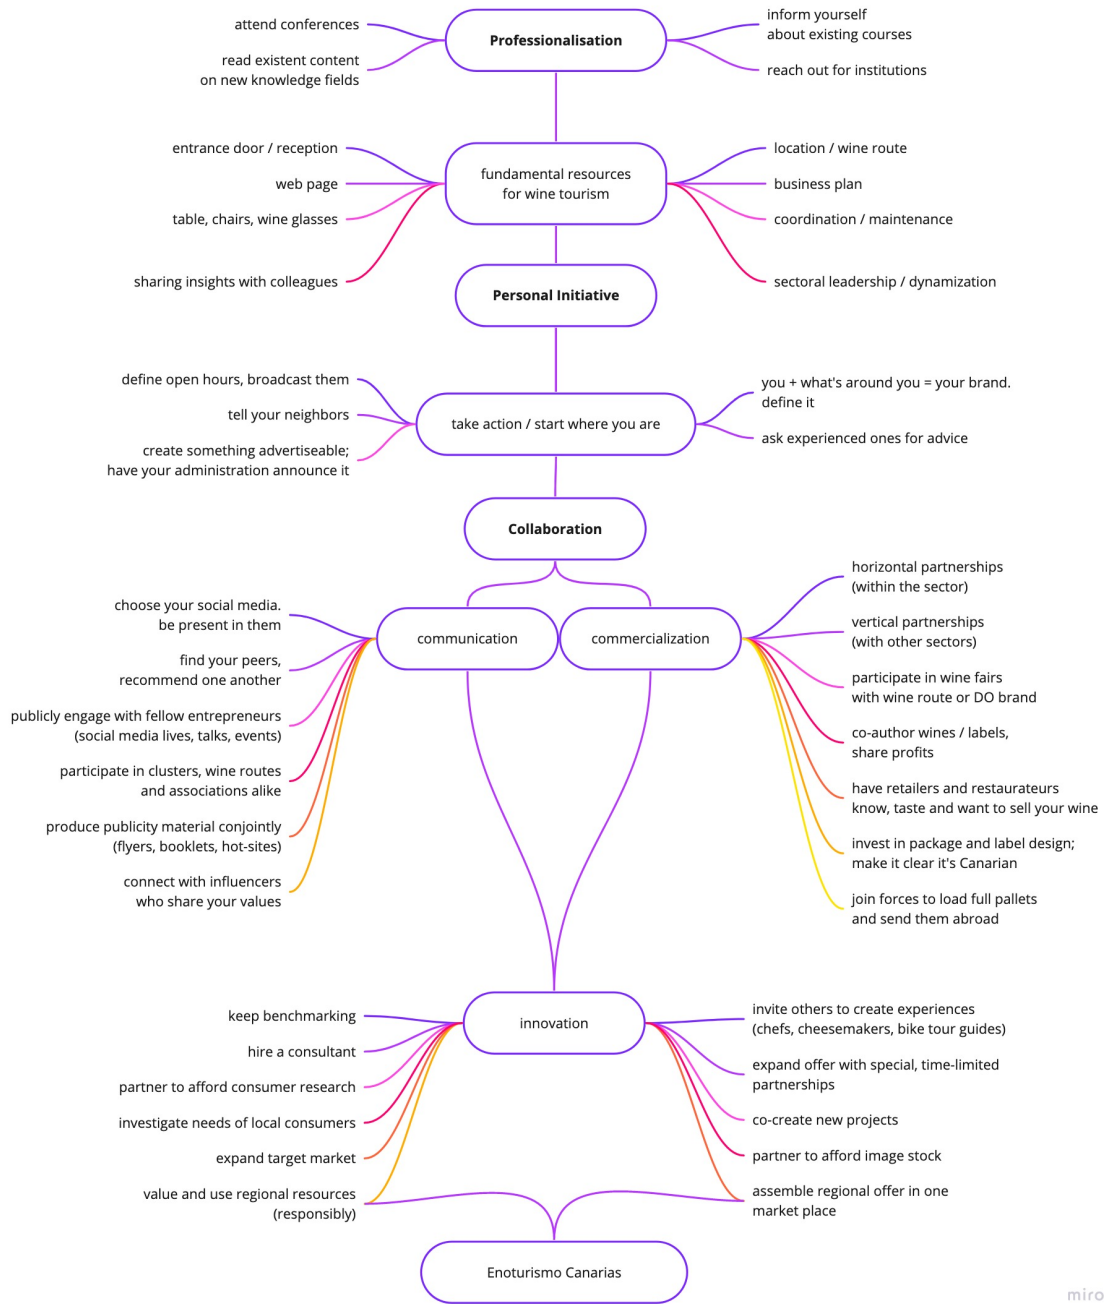 Professionalisation
attend conferences
read existent content
on new knowledge fields
inform yourself
about existing courses
reach out for institutions
fundamental resources
for wine tourism
entrance door / reception
web page
table, chairs, wine glasses
sharing insights with colleagues
location / wine route
business plan
coordination / maintenance
sectoral leadership / dynamization
Personal Initiative
take action / start where you are
define open hours, broadcast them
tell your neighbors
create something advertiseable;
have your administration announce it
you + what's around you = your brand.
define it
ask experienced ones for advice
Collaboration
communication
choose your social media.
be present in them
find your peers,
recommend one another
publicly engage with fellow entrepreneurs
(social media lives, talks, events)
participate in clusters, wine routes
and associations alike
produce publicity material conjointly
(flyers, booklets, hot-sites)
connect with influencers
who share your values
commercialization
horizontal partnerships
(within the sector)
vertical partnerships
(with other sectors)
participate in wine fairs
with wine route or DO brand
co-author wines / labels,
share profits
have retailers and restaurateurs
know, taste and want to sell your wine
invest in package and label design;
make it clear it's Canarian
join forces to load full pallets
and send them abroad
innovation
keep benchmarking
hire a consultant
partner to afford consumer research
investigate needs of local consumers
expand target market
value and use regional resources
(responsibly)
invite others to create experiences
(chefs, cheesemakers, bike tour guides)
expand offer with special, time-limited
partnerships
co-create new projects
partner to afford image stock
assemble regional offer in one
market place
Enoturismo Canarias
miro